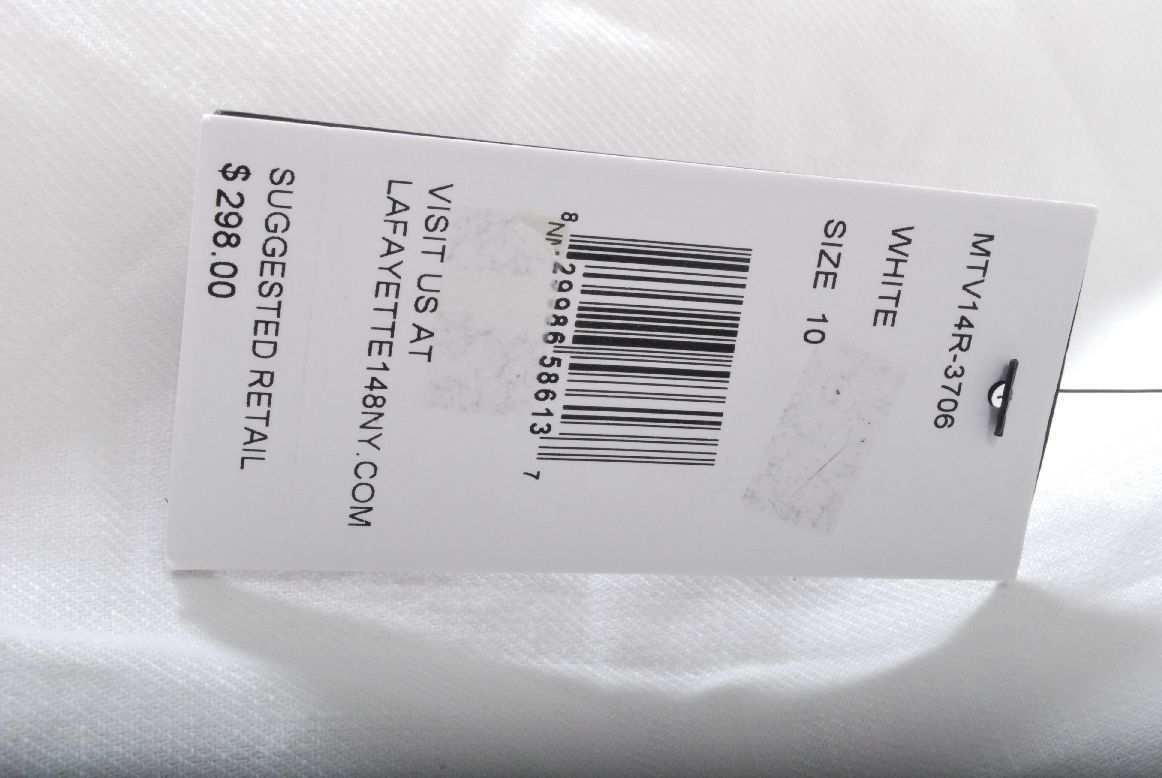 MTV14R-3706
WHITE
SIZE 10
8 29986 58613 7
VISIT US AT
LAFAYETTE148NY.COM
SUGGESTED RETAIL
$ 298.00